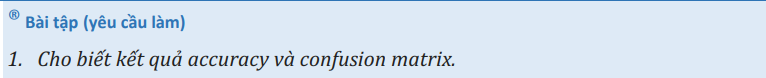 ® Bài tập (yêu cầu làm)
1. Cho biết kết quả accuracy và confusion matrix.